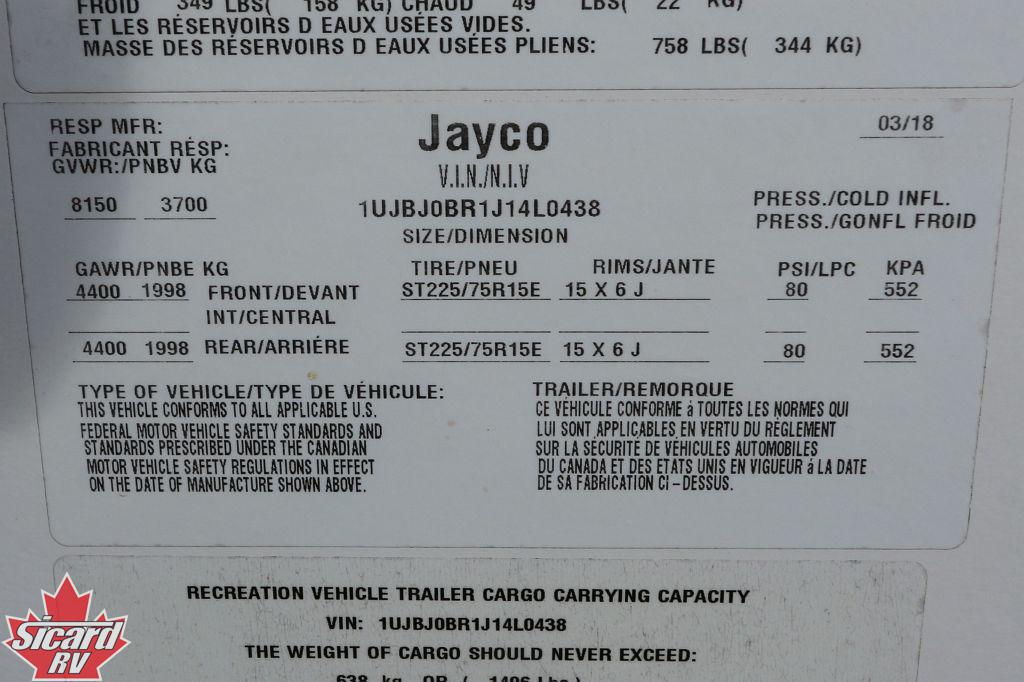 FROID 349 LBS( 158 KG) CHAUD 49 LBS( 22 KG)
ET LES RÉSERVOIRS D EAUX USÉES VIDES.
MASSE DES RÉSERVOIRS D EAUX USÉES PLIENS: 758 LBS( 344 KG)
RESP MFR: Jayco 03/18
FABRICANT RÉSP:
GVWR:/PNBV KG V.I.N./N.I.V
8150 3700 1UJBJ0BR1J14L0438 PRESS./COLD INFL.
SIZE/DIMENSION PRESS./GONFL FROID
GAWR/PNBE KG TIRE/PNEU RIMS/JANTE PSI/LPC KPA
4400 1998 FRONT/DEVANT ST225/75R15E 15 X 6 J 80 552
INT/CENTRAL
4400 1998 REAR/ARRIÉRE ST225/75R15E 15 X 6 J 80 552
TYPE OF VEHICLE/TYPE DE VÉHICULE: TRAILER/REMORQUE
THIS VEHICLE CONFORMS TO ALL APPLICABLE U.S.
FEDERAL MOTOR VEHICLE SAFETY STANDARDS AND
STANDARDS PRESCRIBED UNDER THE CANADIAN
MOTOR VEHICLE SAFETY REGULATIONS IN EFFECT
ON THE DATE OF MANUFACTURE SHOWN ABOVE.
CE VÉHICULE CONFORME à TOUTES LES NORMES QUI
LUI SONT APPLICABLES EN VERTU DU RÉGLEMENT
SUR LA SÉCURITÉ DE VÉHICULES AUTOMOBILES
DU CANADA ET DES ETATS UNIS EN VIGUEUR á LA DATE
DE SA FABRICATION CI-DESSUS.
RECREATION VEHICLE TRAILER CARGO CARRYING CAPACITY
VIN: 1UJBJ0BR1J14L0438
THE WEIGHT OF CARGO SHOULD NEVER EXCEED:
638 kg OR ( 1406 Lbs )
Sicard
RV